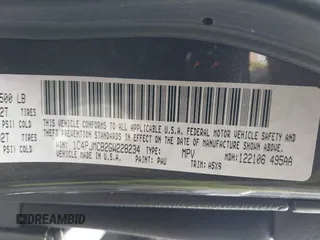 500 LB
2T TIRES
PSI) COLD
2T TIRES
PSI) COLD
THIS VEHICLE CONFORMS TO ALL APPLICABLE U.S.A. FEDERAL MOTOR VEHICLE SAFETY AND
THEFT PREVENTION STANDARDS IN EFFECT ON THE DATE OF MANUFACTURE SHOWN ABOVE.
VIN: 1C4PJMCB2GW228234 TYPE: MPV MDH: 122106 495AA
MADE IN U.S.A. PAINT: PAU TRIM: A5X9
DREAMBID